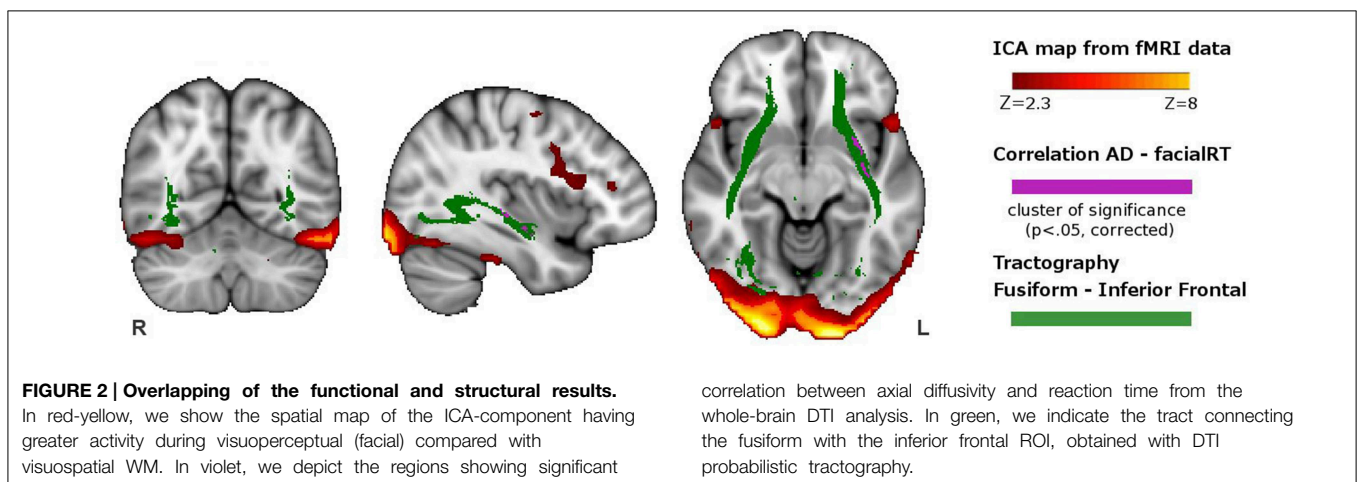 ICA map from fMRI data
Z=2.3 Z=8
Correlation AD - facialRT
cluster of significance
(p<.05, corrected)
Tractography
Fusiform - Inferior Frontal
R
L
FIGURE 2 | Overlapping of the functional and structural results.
In red-yellow, we show the spatial map of the ICA-component having
greater activity during visuoperceptual (facial) compared with
visuospatial WM. In violet, we depict the regions showing significant
correlation between axial diffusivity and reaction time from the
whole-brain DTI analysis. In green, we indicate the tract connecting
the fusiform with the inferior frontal ROI, obtained with DTI
probabilistic tractography.